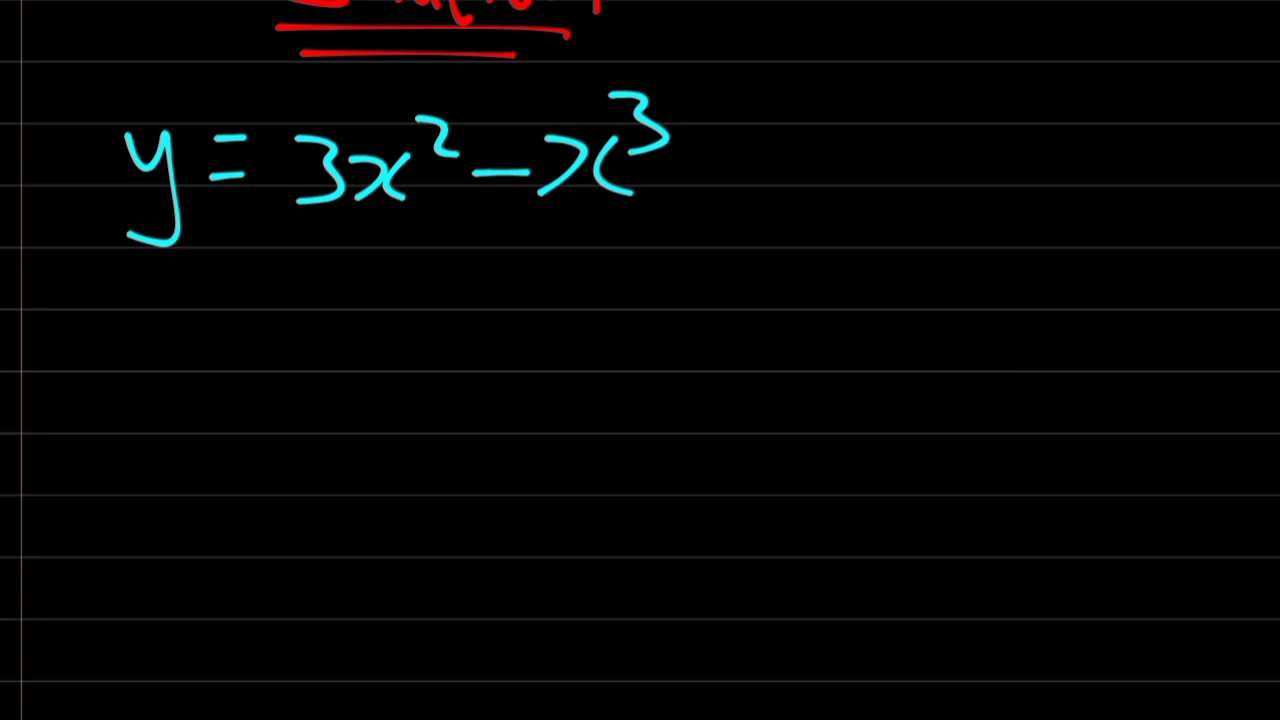 y = 3x² − x³